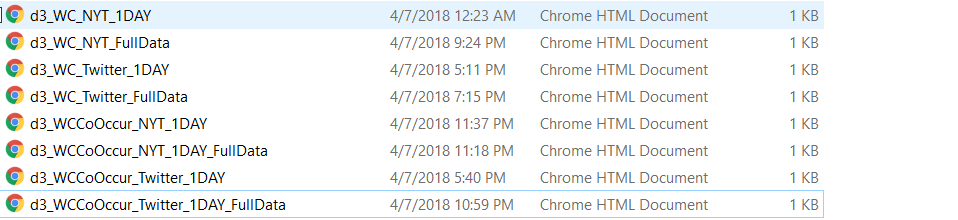 d3_WC_NYT_1DAY 4/7/2018 12:23 AM Chrome HTML Document 1 KB
d3_WC_NYT_FullData 4/7/2018 9:24 PM Chrome HTML Document 1 KB
d3_WC_Twitter_1DAY 4/7/2018 5:11 PM Chrome HTML Document 1 KB
d3_WC_Twitter_FullData 4/7/2018 7:15 PM Chrome HTML Document 1 KB
d3_WCCoOccur_NYT_1DAY 4/7/2018 11:37 PM Chrome HTML Document 1 KB
d3_WCCoOccur_NYT_1DAY_FullData 4/7/2018 11:18 PM Chrome HTML Document 1 KB
d3_WCCoOccur_Twitter_1DAY 4/7/2018 5:40 PM Chrome HTML Document 1 KB
d3_WCCoOccur_Twitter_1DAY_FullData 4/7/2018 10:59 PM Chrome HTML Document 1 KB